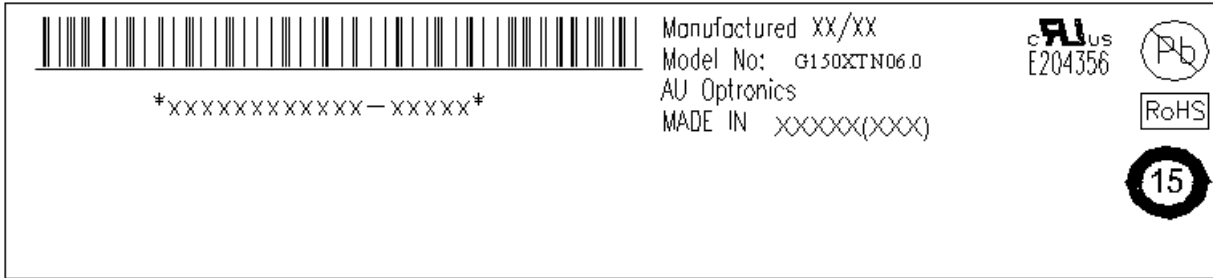 *XXXXXXXXXXXX-XXXXX*
Manufactured XX/XX
Model No: G150XTN06.0
AU Optronics
MADE IN XXXXX(XXX)
c RU us
E204356
Pb
RoHS
15